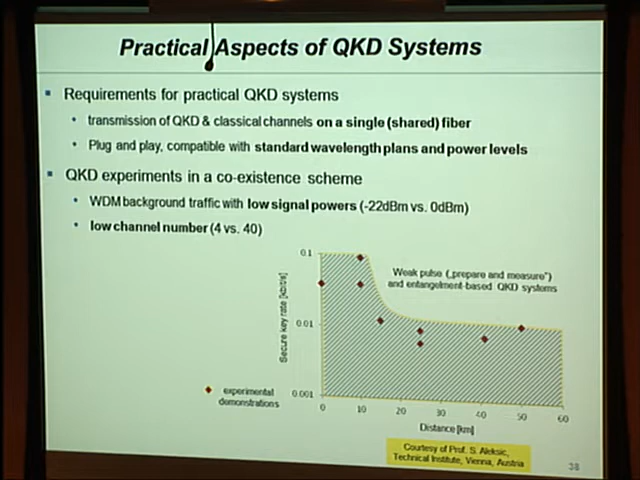 Practical Aspects of QKD Systems
Requirements for practical QKD systems
transmission of QKD & classical channels on a single (shared) fiber
Plug and play, compatible with standard wavelength plans and power levels
QKD experiments in a co-existence scheme
WDM background traffic with low signal powers (-22dBm vs. 0dBm)
low channel number (4 vs. 40)
0.1
Weak pulse („prepare and measure“)
and entanglement-based QKD systems
Secure key rate
0.01
experimental
demonstrations
0.001
0 10 20 30 40 50 60
Distance [km]
Courtesy of Prof. S. Aleksic,
Technical Institute, Vienna, Austria
38